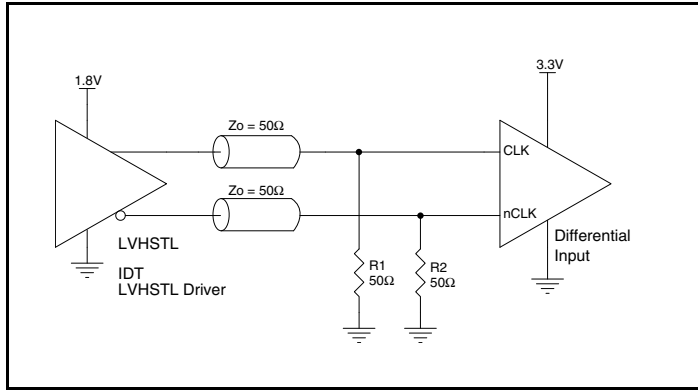 1.8V
3.3V
Zo = 50Ω
CLK
Zo = 50Ω
nCLK
LVHSTL
Differential
Input
IDT
LVHSTL Driver
R1
50Ω
R2
50Ω